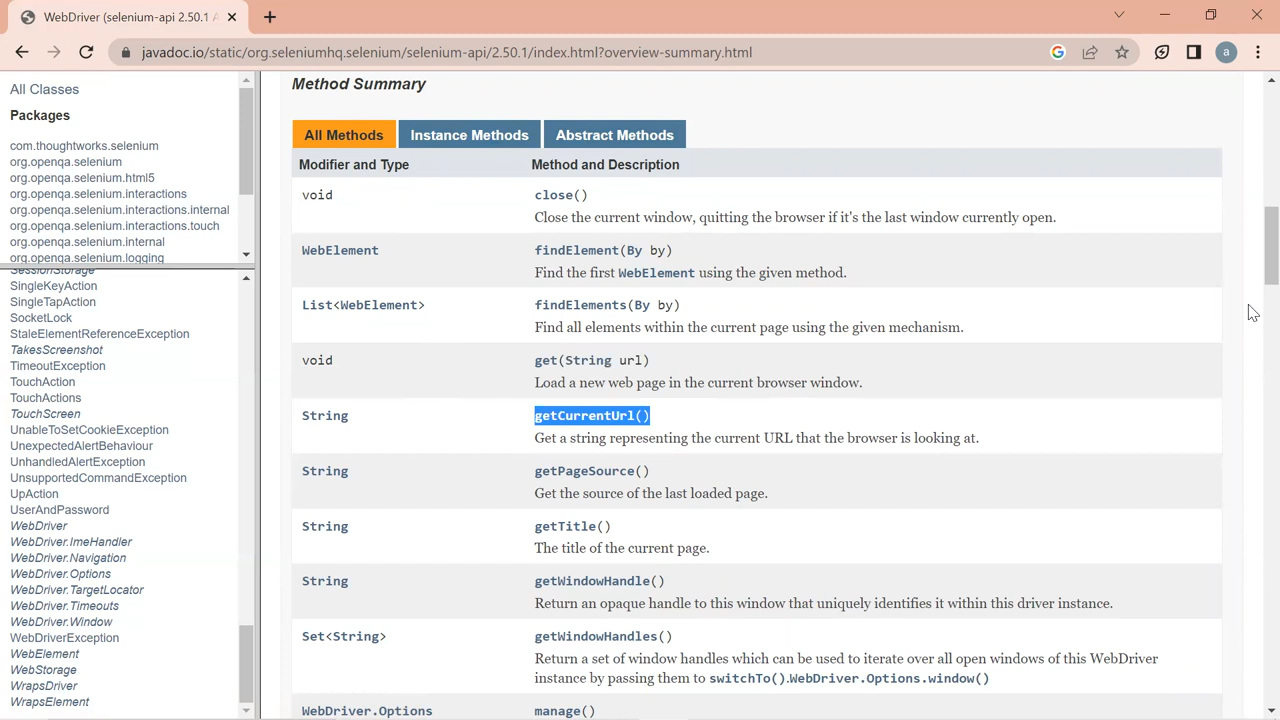 WebDriver (selenium-api 2.50.1 A
javadoc.io/static/org.seleniumhq.selenium/selenium-api/2.50.1/index.html?overview-summary.html
a
All Classes
Packages
com.thoughtworks.selenium
org.openqa.selenium
org.openqa.selenium.html5
org.openqa.selenium.interactions
org.openqa.selenium.interactions.internal
org.openqa.selenium.interactions.touch
org.openqa.selenium.internal
org.openqa.selenium.logging
SessionStorage
SingleKeyAction
SingleTapAction
SocketLock
StaleElementReferenceException
TakesScreenshot
TimeoutException
TouchAction
TouchActions
TouchScreen
UnableToSetCookieException
UnexpectedAlertBehaviour
UnhandledAlertException
UnsupportedCommandException
UpAction
UserAndPassword
WebDriver
WebDriver.ImeHandler
WebDriver.Navigation
WebDriver.Options
WebDriver.TargetLocator
WebDriver.Timeouts
WebDriver.Window
WebDriverException
WebElement
WebStorage
WrapsDriver
WrapsElement
Method Summary
All Methods Instance Methods Abstract Methods
Modifier and Type Method and Description
void close()
Close the current window, quitting the browser if it's the last window currently open.
WebElement findElement(By by)
Find the first WebElement using the given method.
List<WebElement> findElements(By by)
Find all elements within the current page using the given mechanism.
void get(String url)
Load a new web page in the current browser window.
String getCurrentUrl()
Get a string representing the current URL that the browser is looking at.
String getPageSource()
Get the source of the last loaded page.
String getTitle()
The title of the current page.
String getWindowHandle()
Return an opaque handle to this window that uniquely identifies it within this driver instance.
Set<String> getWindowHandles()
Return a set of window handles which can be used to iterate over all open windows of this WebDriver
instance by passing them to switchTo().WebDriver.Options.window()
WebDriver.Options manage()